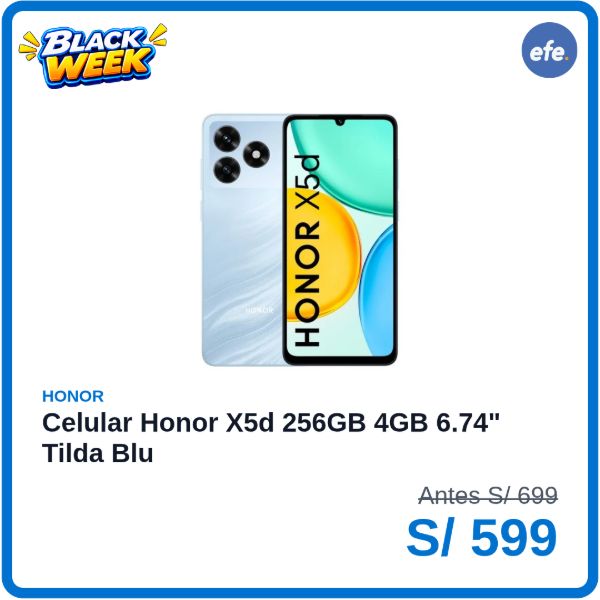 BLACK
WEEK
efe.
HONOR X5d
HONOR
HONOR
Celular Honor X5d 256GB 4GB 6.74"
Tilda Blu
Antes S/ 699
S/ 599